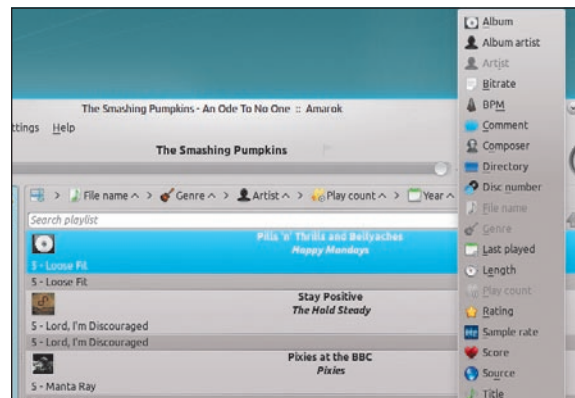 The Smashing Pumpkins - An Ode To No One :: Amarok
ttings Help
The Smashing Pumpkins
> File name > Genre > Artist > Play count > Year
Search playlist
Pills 'n' Thrills and Bellyaches
Happy Mondays
5 - Loose Fit
5 - Loose Fit
Stay Positive
The Hold Steady
5 - Lord, I'm Discouraged
5 - Lord, I'm Discouraged
Pixies at the BBC
Pixies
5 - Manta Ray
Album
Album artist
Artist
Bitrate
BPM
Comment
Composer
Directory
Disc number
File name
Genre
Last played
Length
Play count
Rating
Hz Sample rate
Score
Source
Title